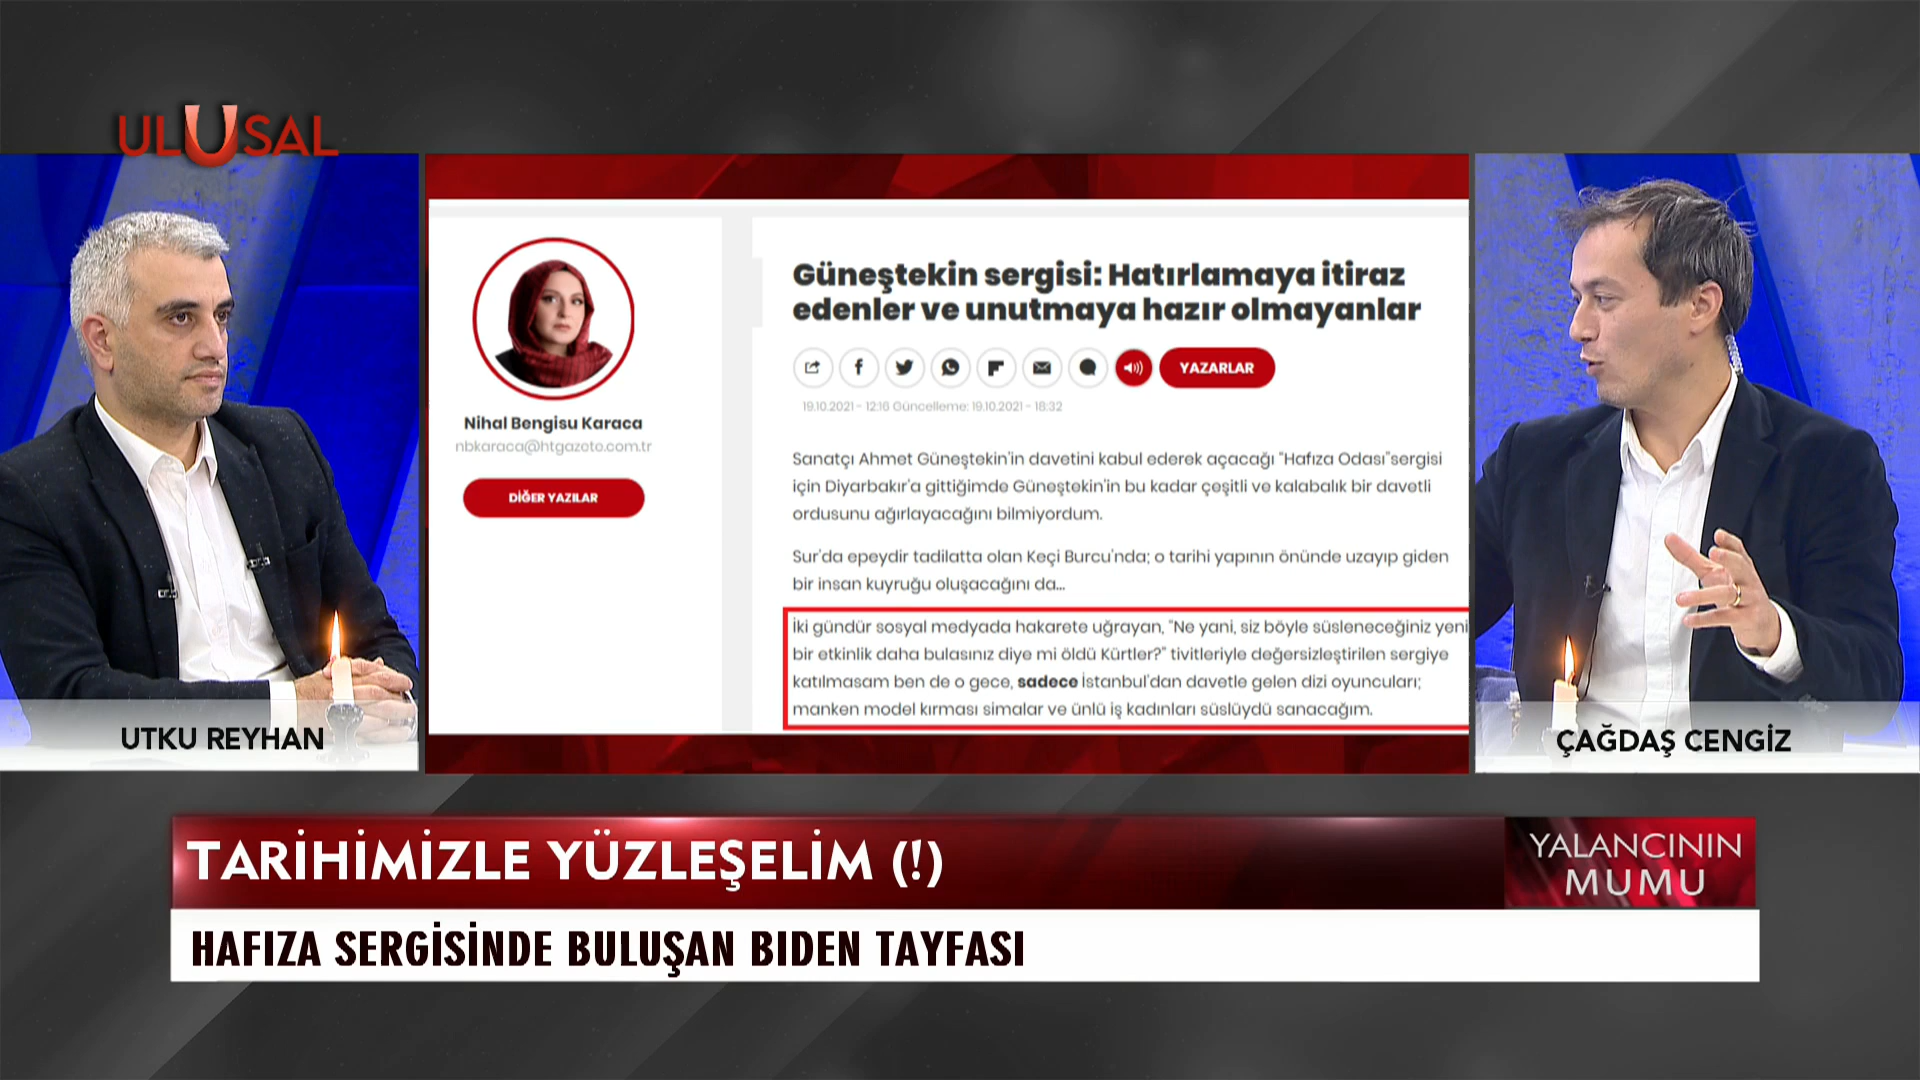 ULUSAL
Nihal Bengisu Karaca
nbkaraca@htgazete.com.tr
DİĞER YAZILAR
Güneştekin sergisi: Hatırlamaya itiraz
edenler ve unutmaya hazır olmayanlar
YAZARLAR
19.10.2021 - 12:16 Güncelleme: 19.10.2021 - 18:32
Sanatçı Ahmet Güneştekin'in davetini kabul ederek açacağı "Hafıza Odası"sergisi
için Diyarbakır'a gittiğimde Güneştekin'in bu kadar çeşitli ve kalabalık bir davetli
ordusunu ağırlayacağını bilmiyordum.
Sur'da epeydir tadilatta olan Keçi Burcu'nda; o tarihi yapının önünde uzayıp giden
bir insan kuyruğu oluşacağını da...
İki gündür sosyal medyada hakarete uğrayan, "Ne yani, siz böyle süsleneceğiniz yeni
bir etkinlik daha bulasınız diye mi öldü Kürtler?" tivitleriyle değersizleştirilen sergiye
katılmasam ben de o gece, sadece İstanbul'dan davetle gelen dizi oyuncuları;
manken model kırması simalar ve ünlü iş kadınları süslüydü sanacağım.
UTKU REYHAN
ÇAĞDAŞ CENGİZ
TARİHİMİZLE YÜZLEŞELİM (!)
YALANCININ
MUMU
HAFIZA SERGİSİNDE BULUŞAN BIDEN TAYFASI